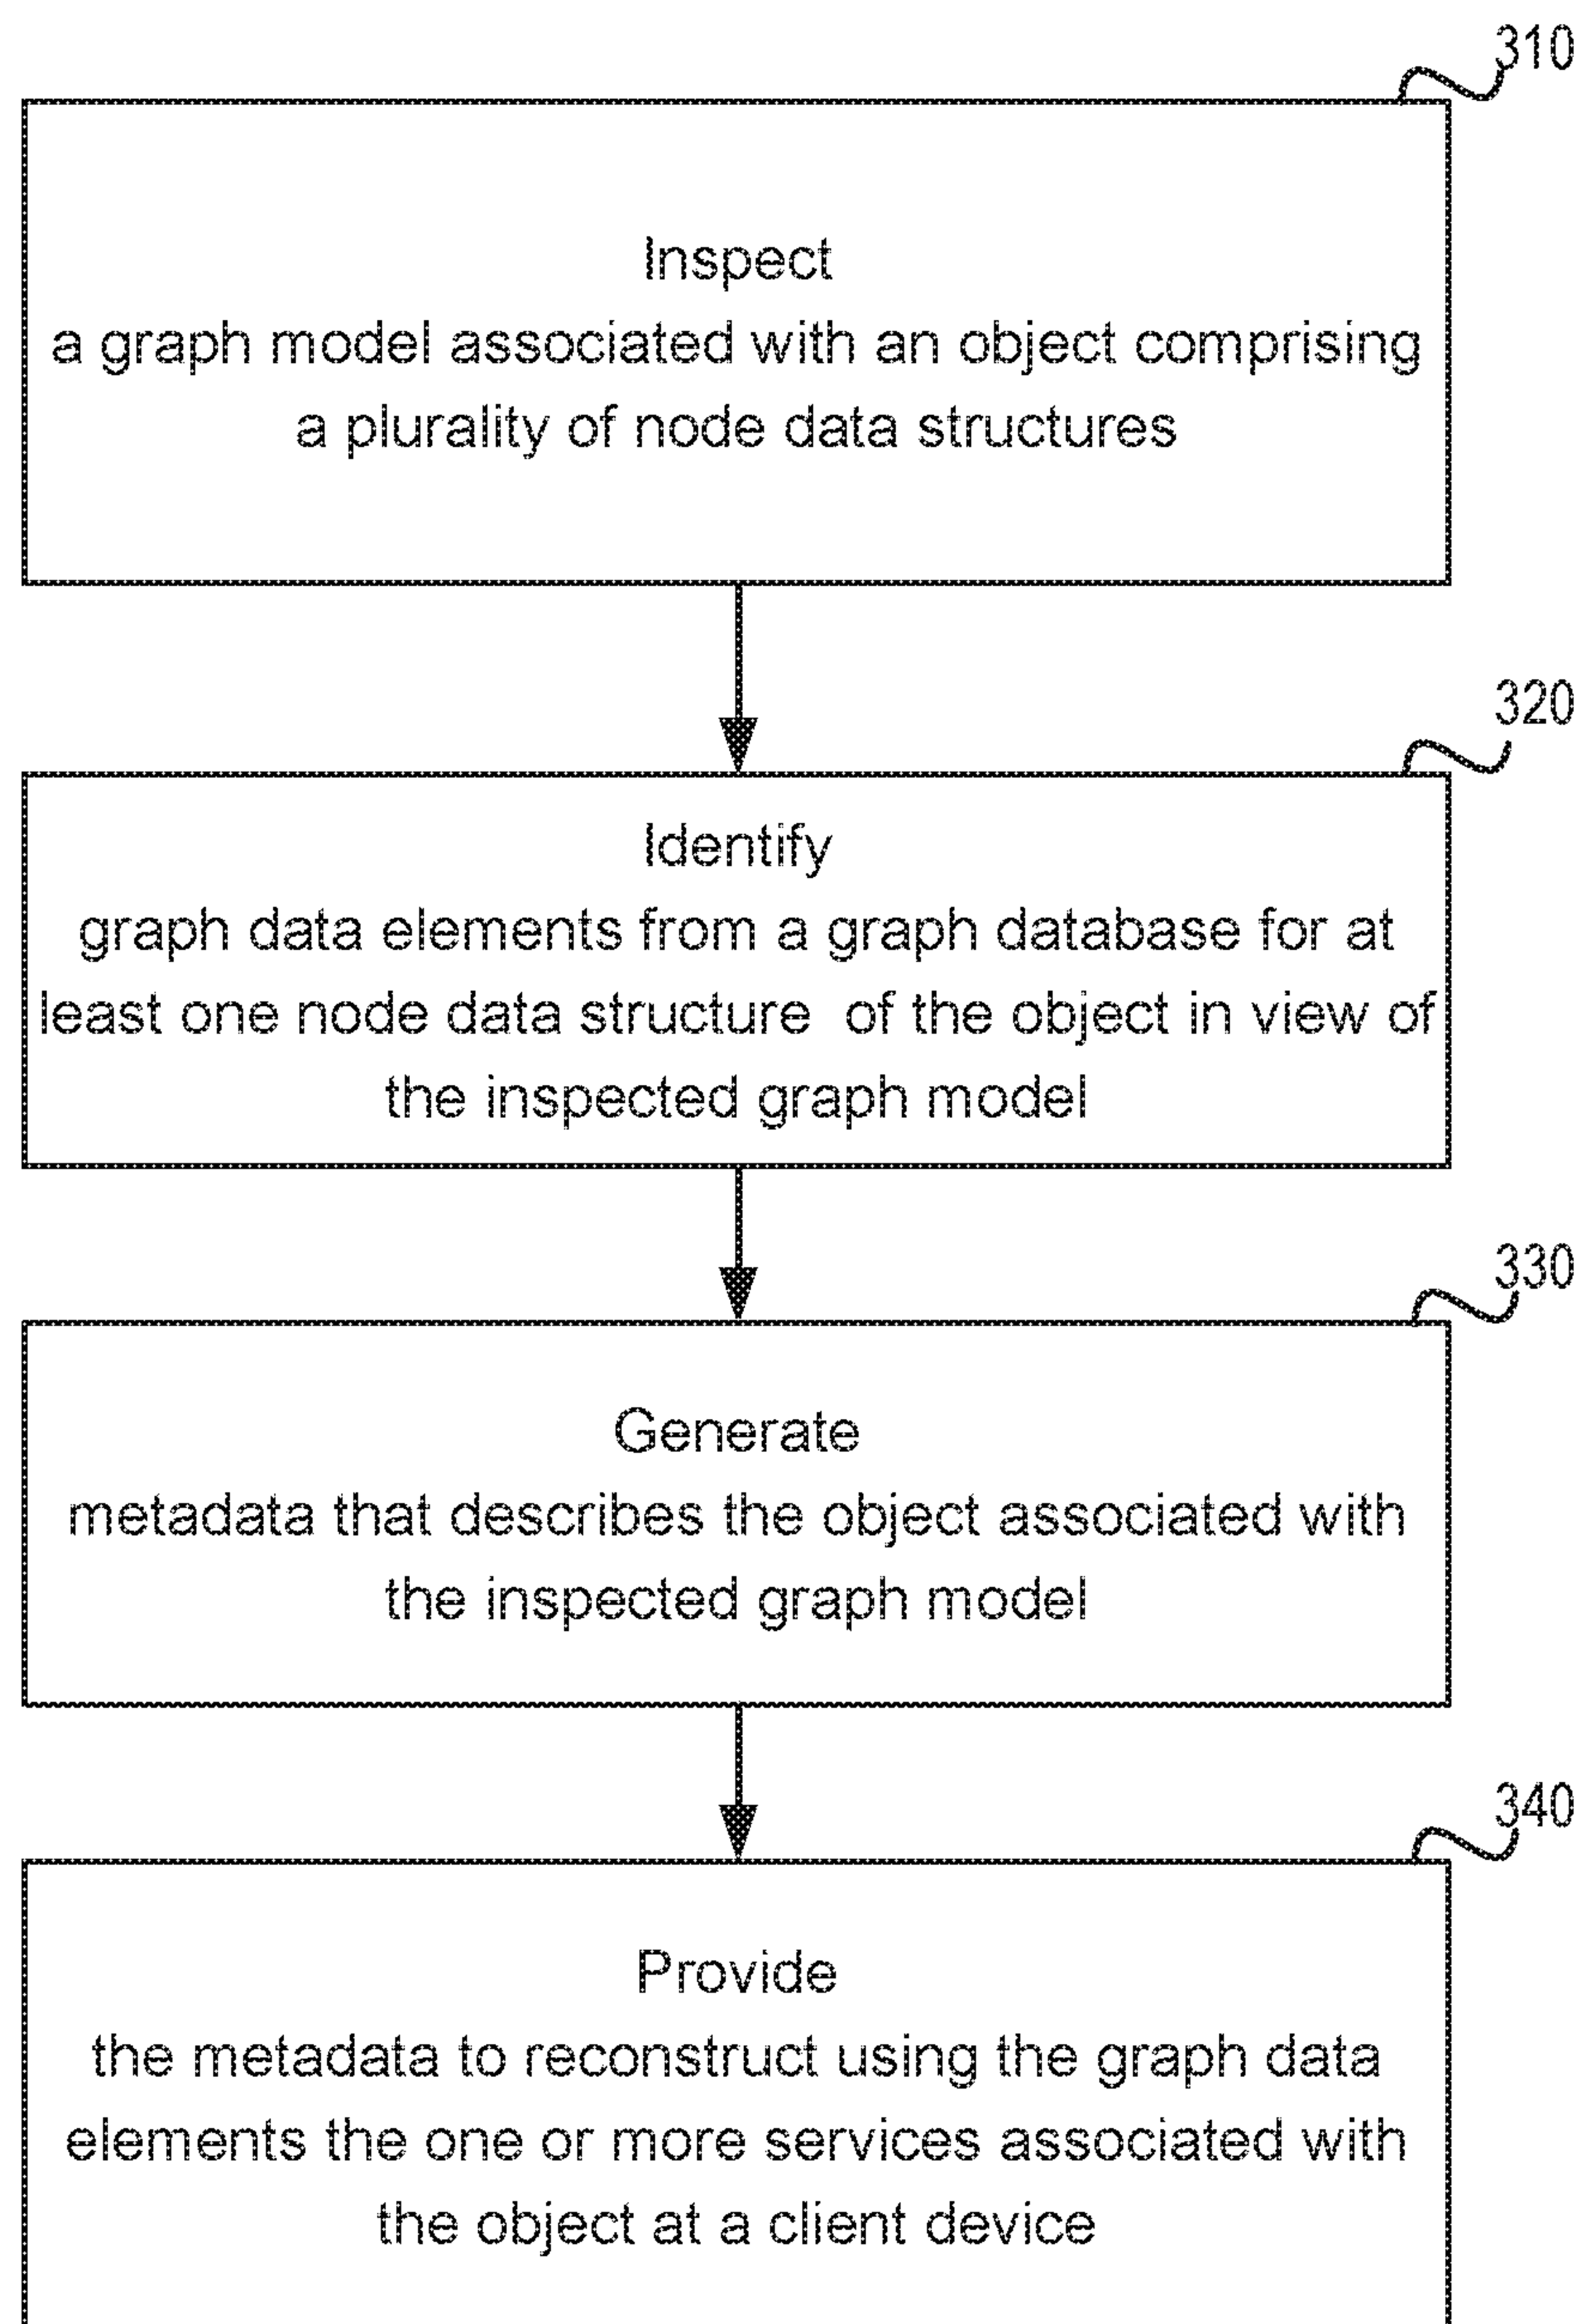 310
Inspect
a graph model associated with an object comprising
a plurality of node data structures
320
Identify
graph data elements from a graph database for at
least one node data structure  of the object in view of
the inspected graph model
330
Generate
metadata that describes the object associated with
the inspected graph model
340
Provide
the metadata to reconstruct using the graph data
elements the one or more services associated with
the object at a client device